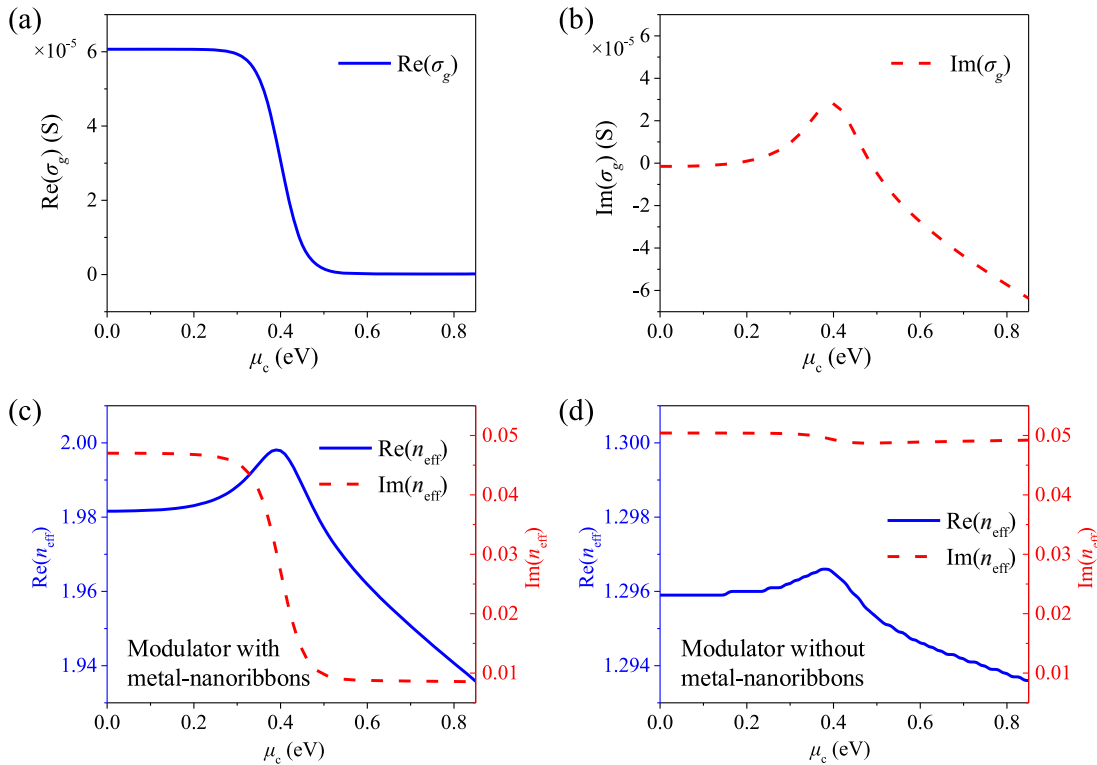 (a)
×10⁻⁵
6
4
2
0
Re(σg) (S)
Re(σg)
0.0 0.2 0.4 0.6 0.8
μc (eV)
(b)
×10⁻⁵
6
4
2
0
-2
-4
-6
Im(σg) (S)
Im(σg)
0.0 0.2 0.4 0.6 0.8
μc (eV)
(c)
2.00
1.98
1.96
1.94
Re(neff)
Re(neff)
Im(neff)
0.05
0.04
0.03
0.02
0.01
Im(neff)
Modulator with
metal-nanoribbons
0.0 0.2 0.4 0.6 0.8
μc (eV)
(d)
1.300
1.298
1.296
1.294
Re(neff)
Re(neff)
Im(neff)
0.05
0.04
0.03
0.02
0.01
Im(neff)
Modulator without
metal-nanoribbons
0.0 0.2 0.4 0.6 0.8
μc (eV)